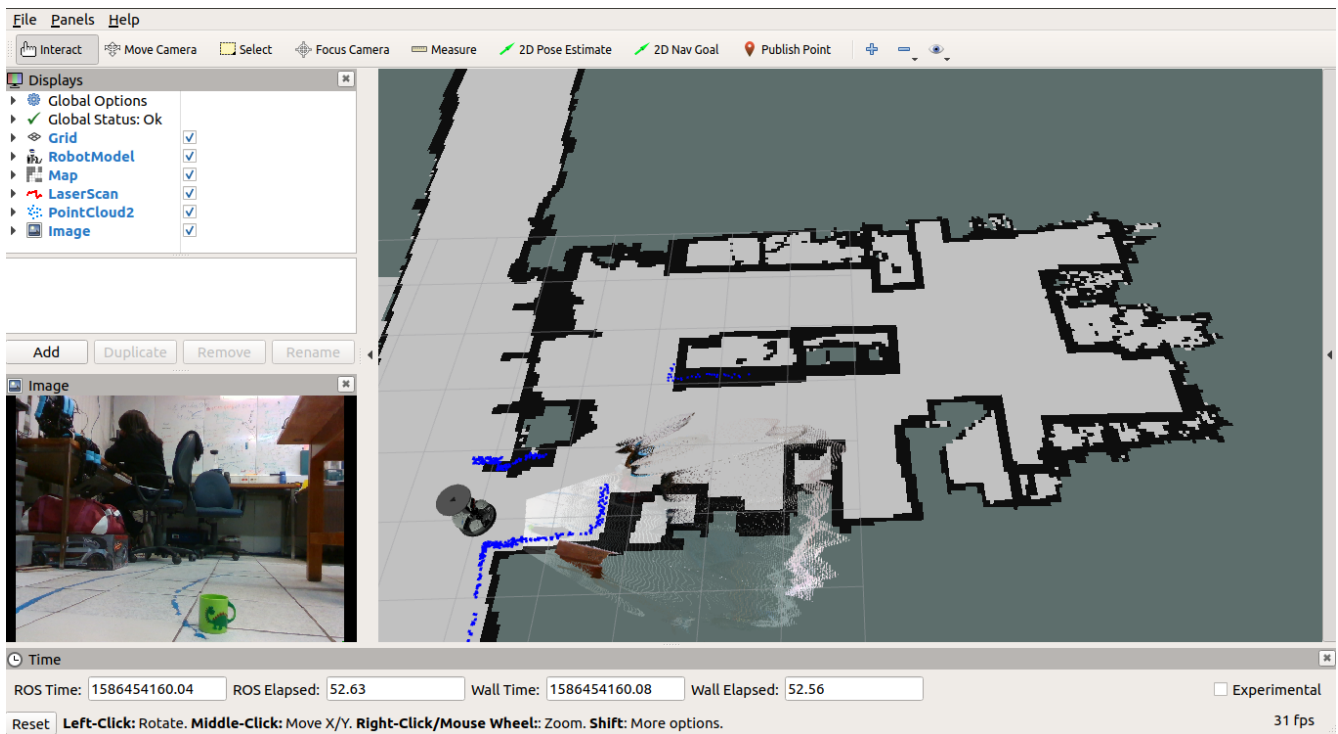 File Panels Help
Interact Move Camera Select Focus Camera Measure 2D Pose Estimate 2D Nav Goal Publish Point
Displays
Global Options
Global Status: Ok
Grid
RobotModel
Map
LaserScan
PointCloud2
Image
Add Duplicate Remove Rename
Image
Time
ROS Time: 1586454160.04 ROS Elapsed: 52.63 Wall Time: 1586454160.08 Wall Elapsed: 52.56 Experimental
Reset Left-Click: Rotate. Middle-Click: Move X/Y. Right-Click/Mouse Wheel:: Zoom. Shift: More options. 31 fps